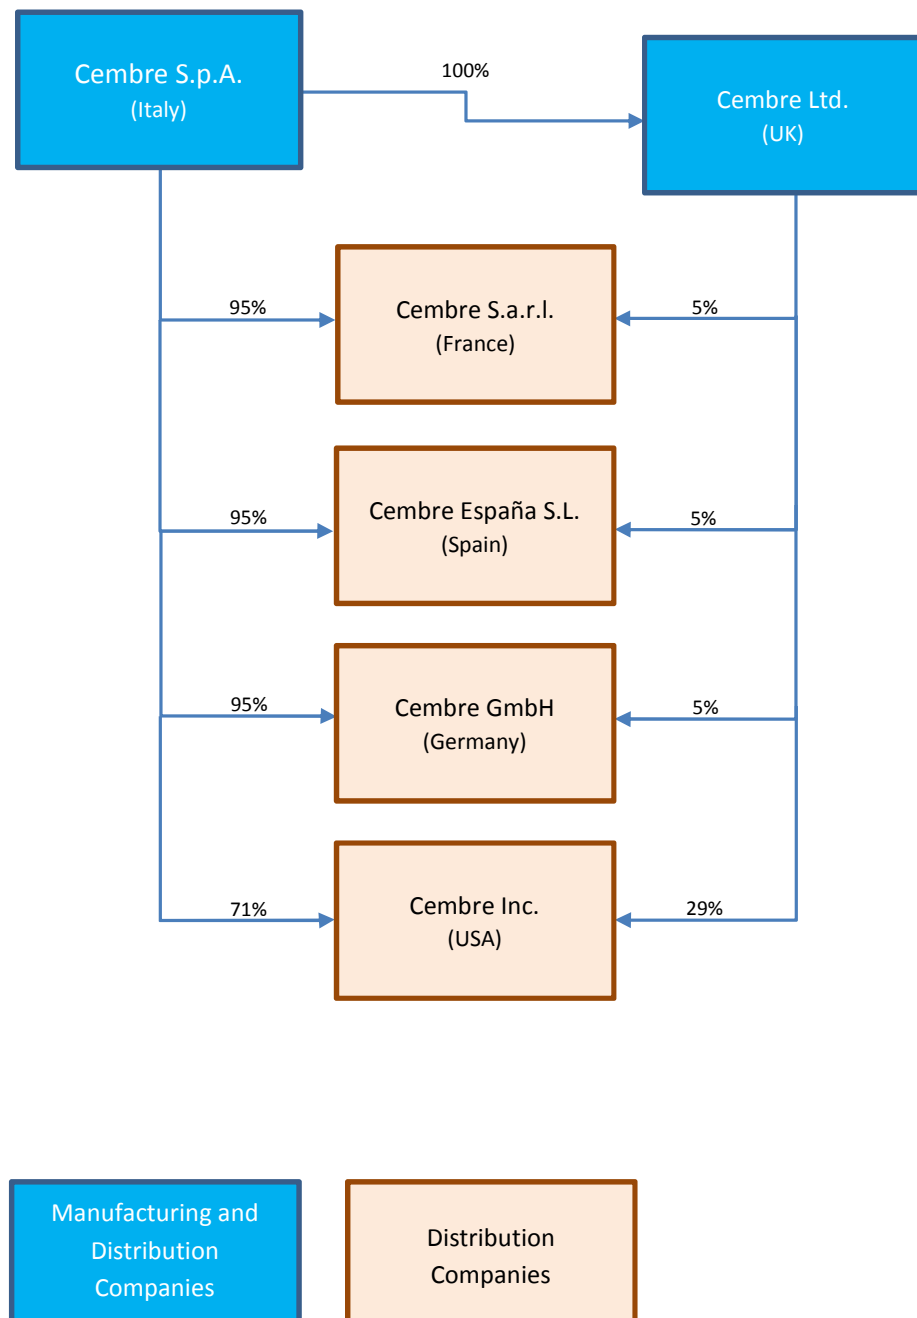 Cembre S.p.A.
(Italy)
100%
Cembre Ltd.
(UK)
95%
Cembre S.a.r.l.
(France)
5%
95%
Cembre España S.L.
(Spain)
5%
95%
Cembre GmbH
(Germany)
5%
71%
Cembre Inc.
(USA)
29%
Manufacturing and
Distribution
Companies
Distribution
Companies